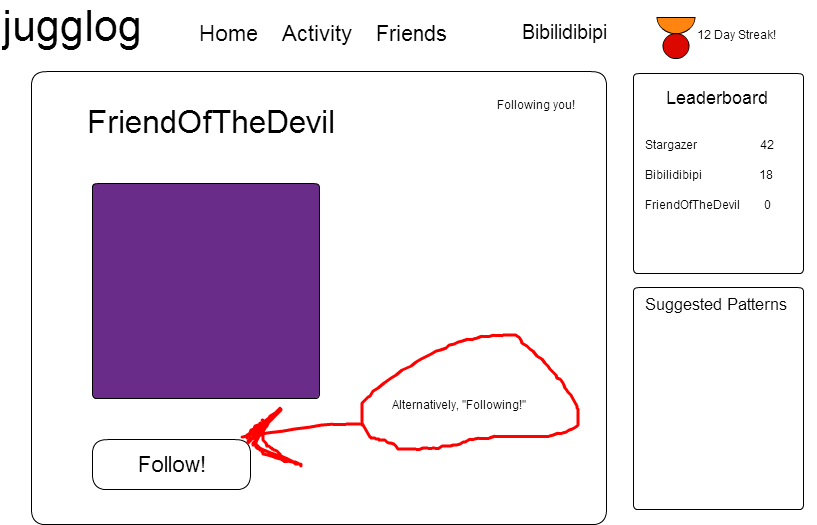 jugglog
Home Activity Friends
Bibilidibipi
12 Day Streak!
FriendOfTheDevil
Following you!
Alternatively, "Following!"
Follow!
Leaderboard
Stargazer 42
Bibilidibipi 18
FriendOfTheDevil 0
Suggested Patterns